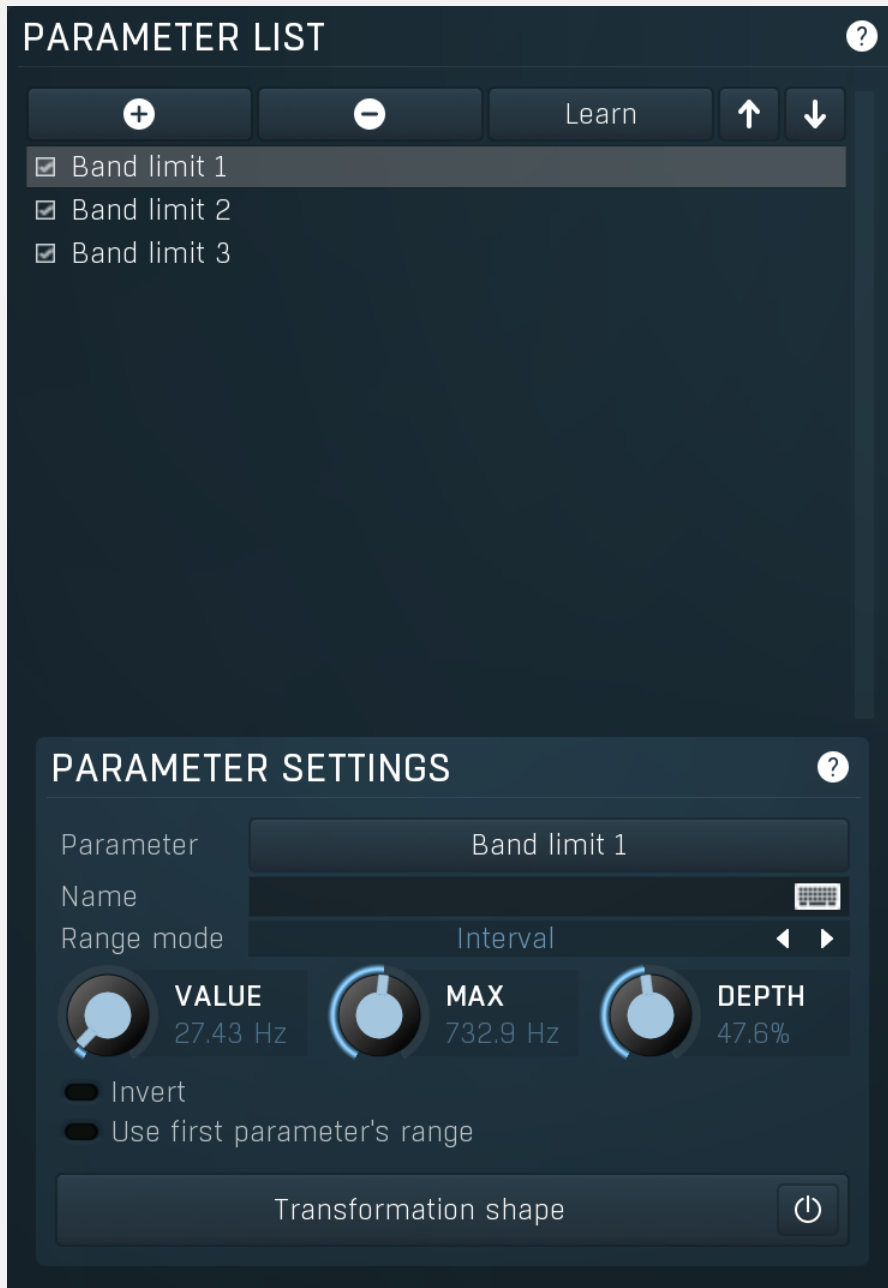 PARAMETER LIST ?
Learn
Band limit 1
Band limit 2
Band limit 3
PARAMETER SETTINGS ?
Parameter Band limit 1
Name
Range mode Interval
VALUE MAX DEPTH
27.43 Hz 732.9 Hz 47.6%
Invert
Use first parameter's range
Transformation shape